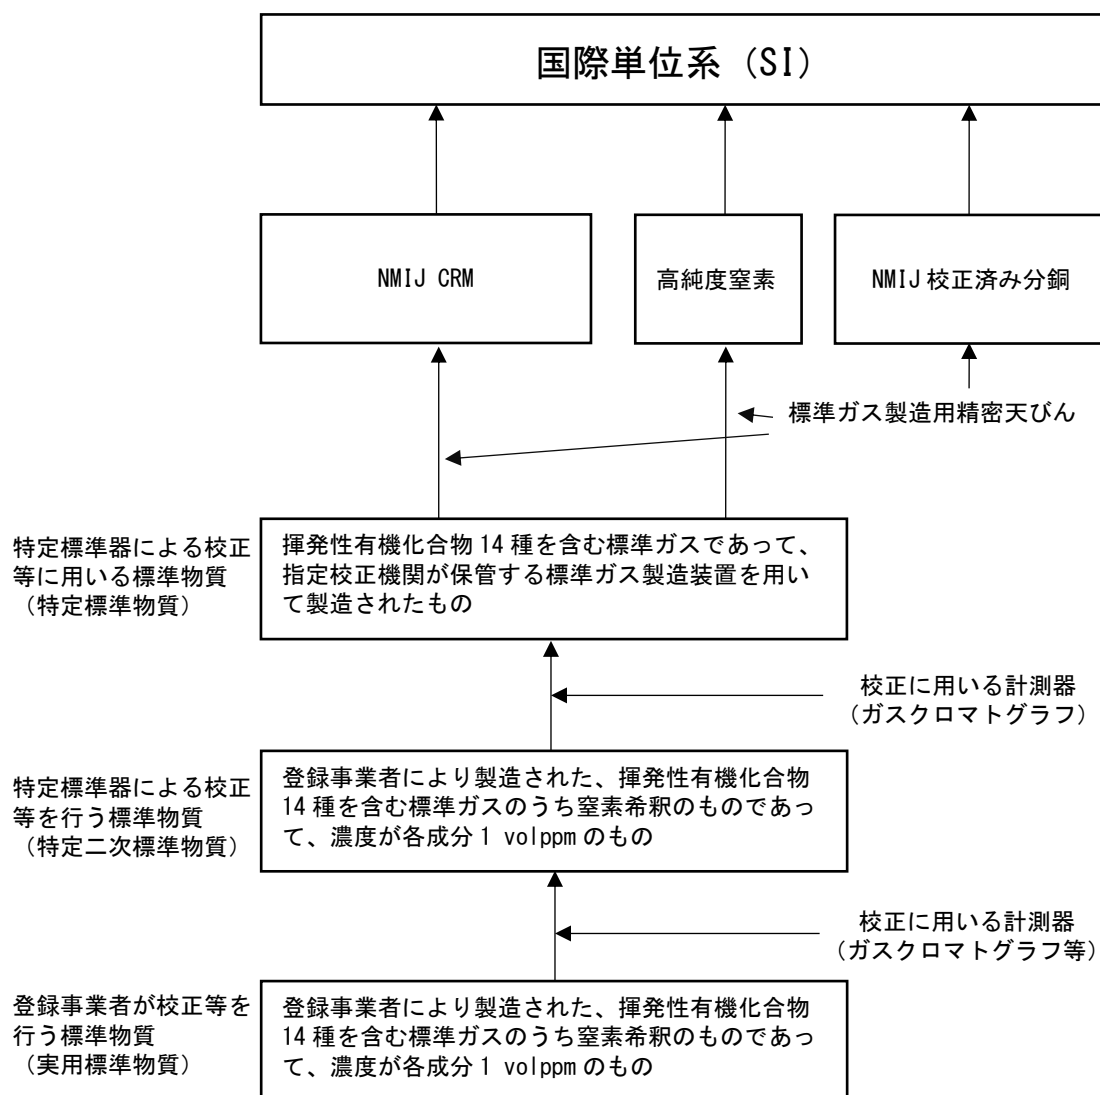 国際単位系（SI）
NMIJ CRM
高純度窒素
NMIJ 校正済み分銅
標準ガス製造用精密天びん
特定標準器による校正
等に用いる標準物質
（特定標準物質）
揮発性有機化合物 14 種を含む標準ガスであって、
指定校正機関が保管する標準ガス製造装置を用い
て製造されたもの
校正に用いる計測器
（ガスクロマトグラフ）
特定標準器による校正
等を行う標準物質
（特定二次標準物質）
登録事業者により製造された、揮発性有機化合物
14 種を含む標準ガスのうち窒素希釈のものであっ
て、濃度が各成分 1 volppm のもの
校正に用いる計測器
（ガスクロマトグラフ等）
登録事業者が校正等を
行う標準物質
（実用標準物質）
登録事業者により製造された、揮発性有機化合物
14 種を含む標準ガスのうち窒素希釈のものであっ
て、濃度が各成分 1 volppm のもの